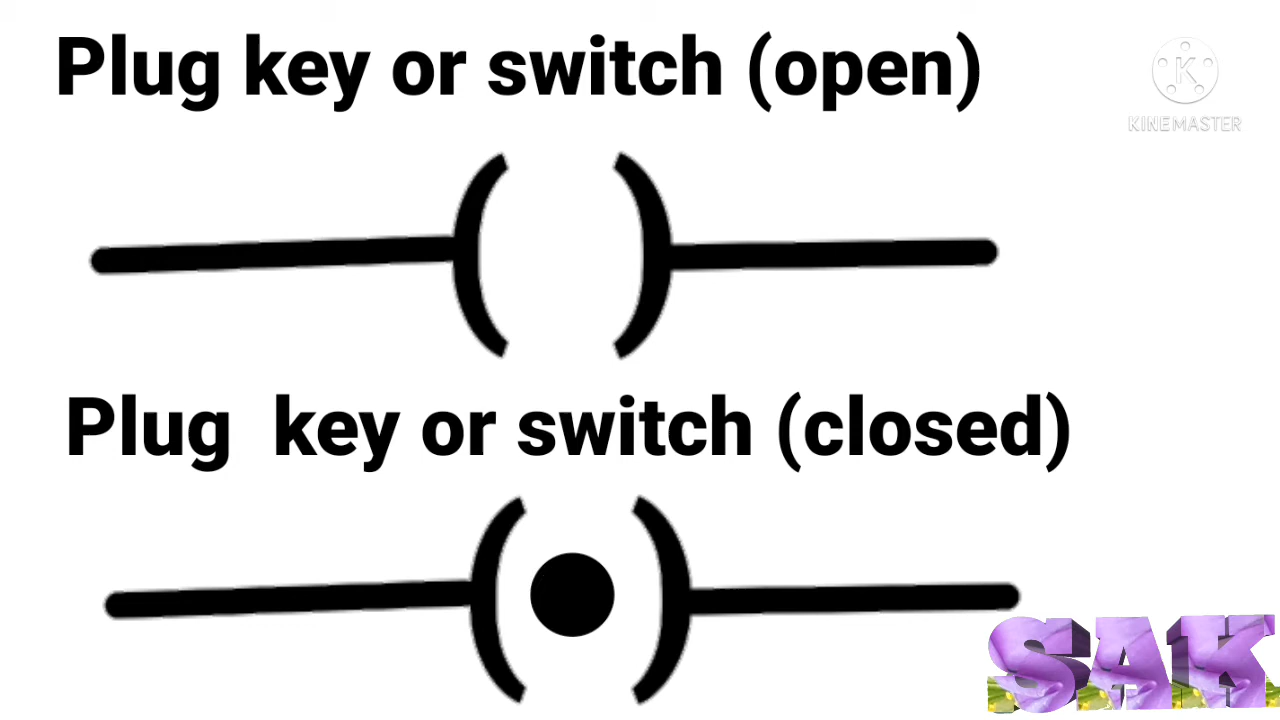 Plug key or switch (open)
KINEMASTER
Plug key or switch (closed)
SAK